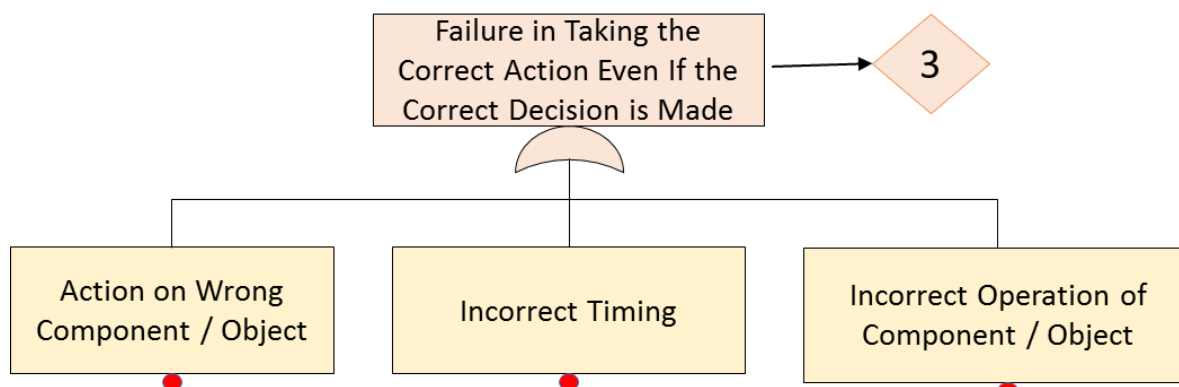 Failure in Taking the
Correct Action Even If the
Correct Decision is Made
3
Action on Wrong
Component / Object
Incorrect Timing
Incorrect Operation of
Component / Object